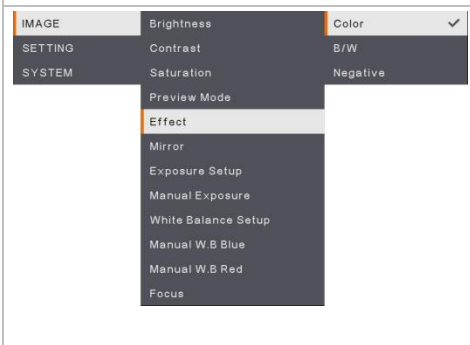 IMAGE
SETTING
SYSTEM
Brightness
Contrast
Saturation
Preview Mode
Effect
Mirror
Exposure Setup
Manual Exposure
White Balance Setup
Manual W.B Blue
Manual W.B Red
Focus
Color
B/W
Negative